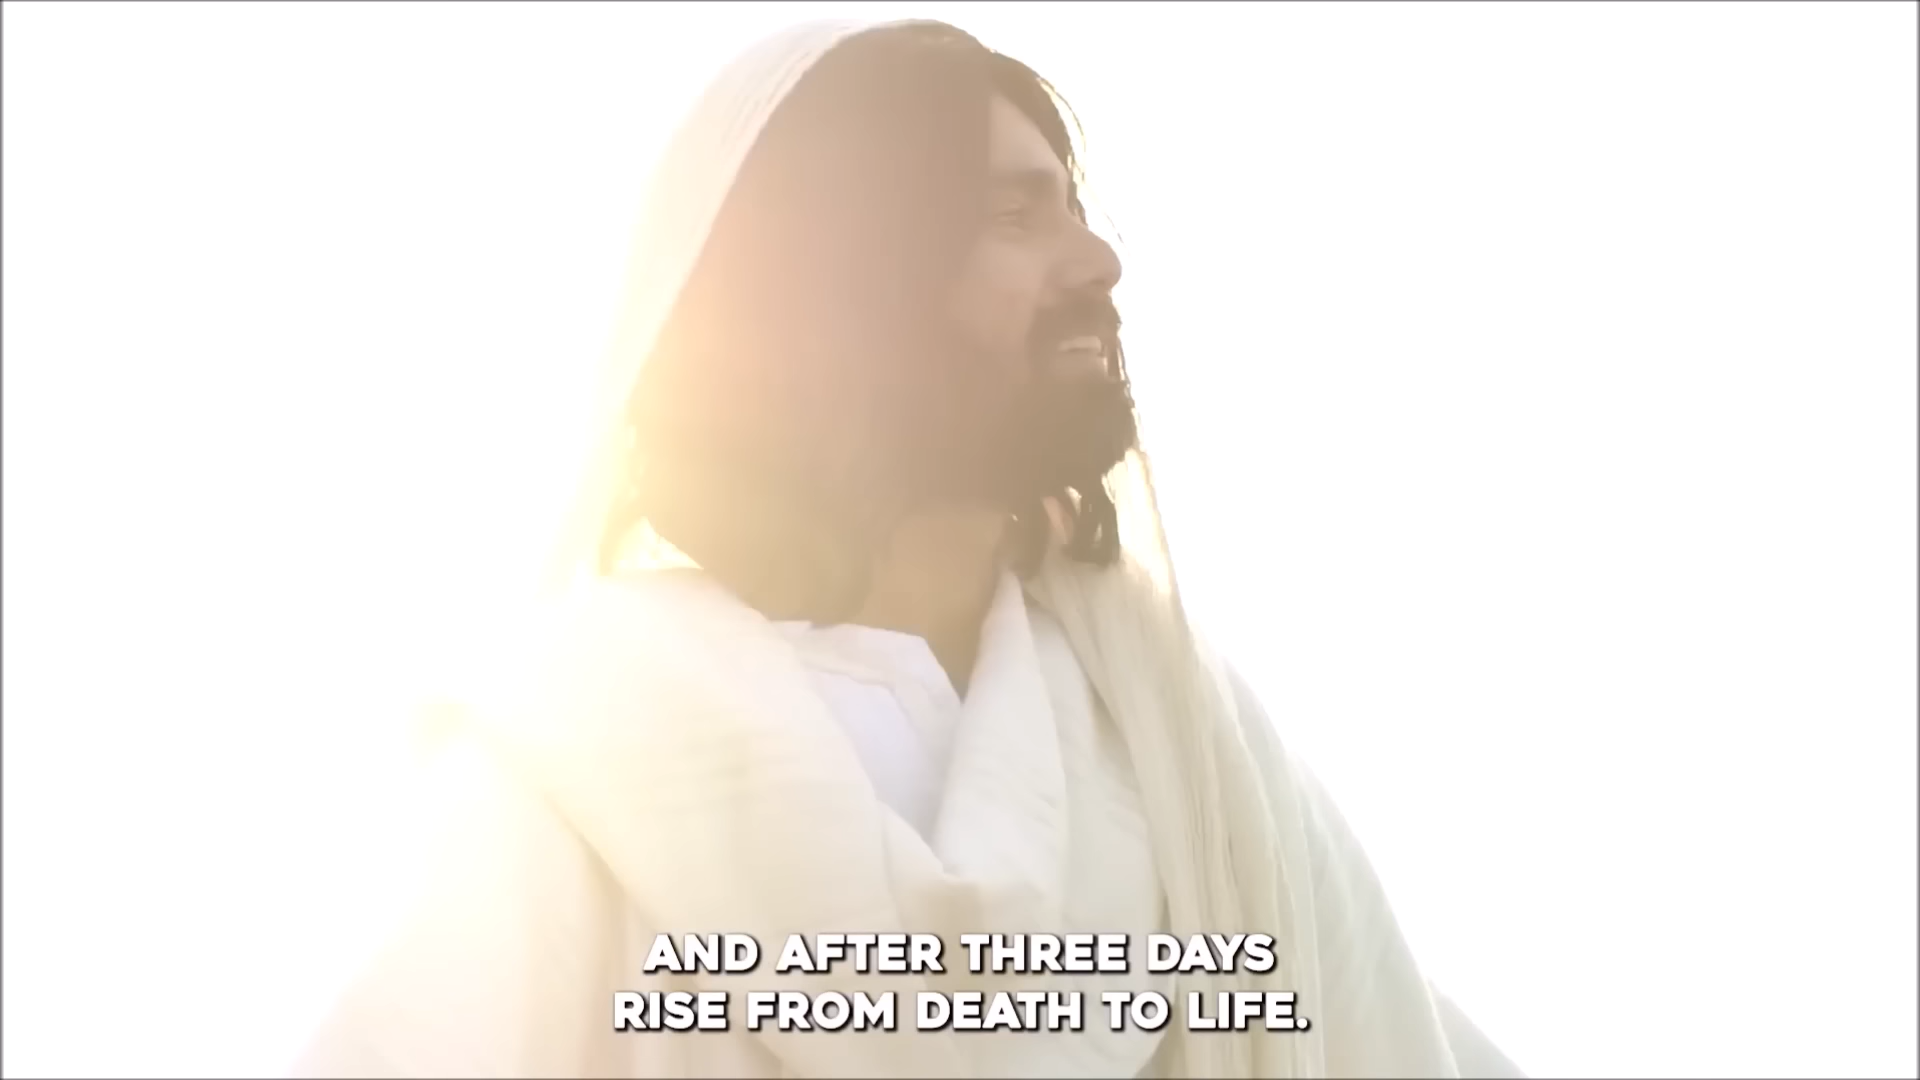 AND AFTER THREE DAYS
RISE FROM DEATH TO LIFE.